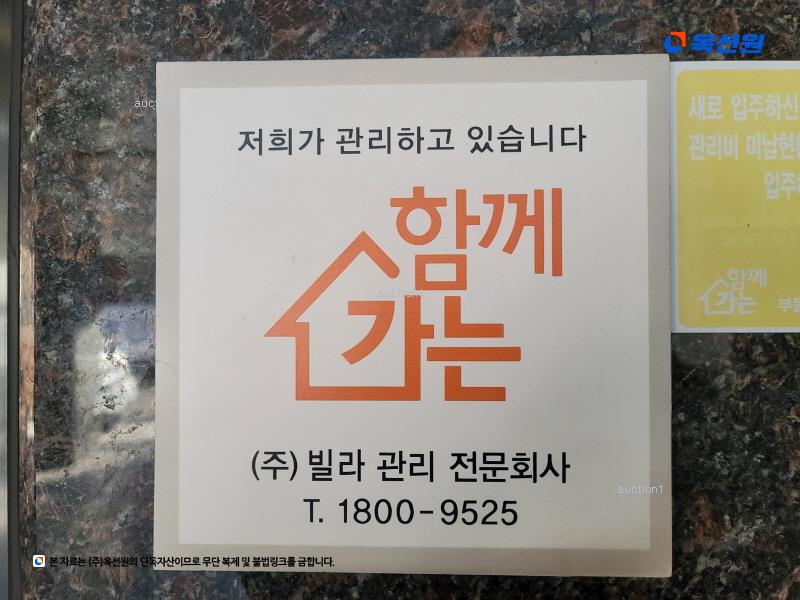 옥션원
auction
저희가 관리하고 있습니다
함께
가는
auction1
(주) 빌라 관리 전문회사
T. 1800-9525
auction1
새로 입주하신
관리비 미납현황
입주
함께
가는
본 자료는 (주)옥션원의 단독자산이므로 무단 복제 및 불법링크를 금합니다.